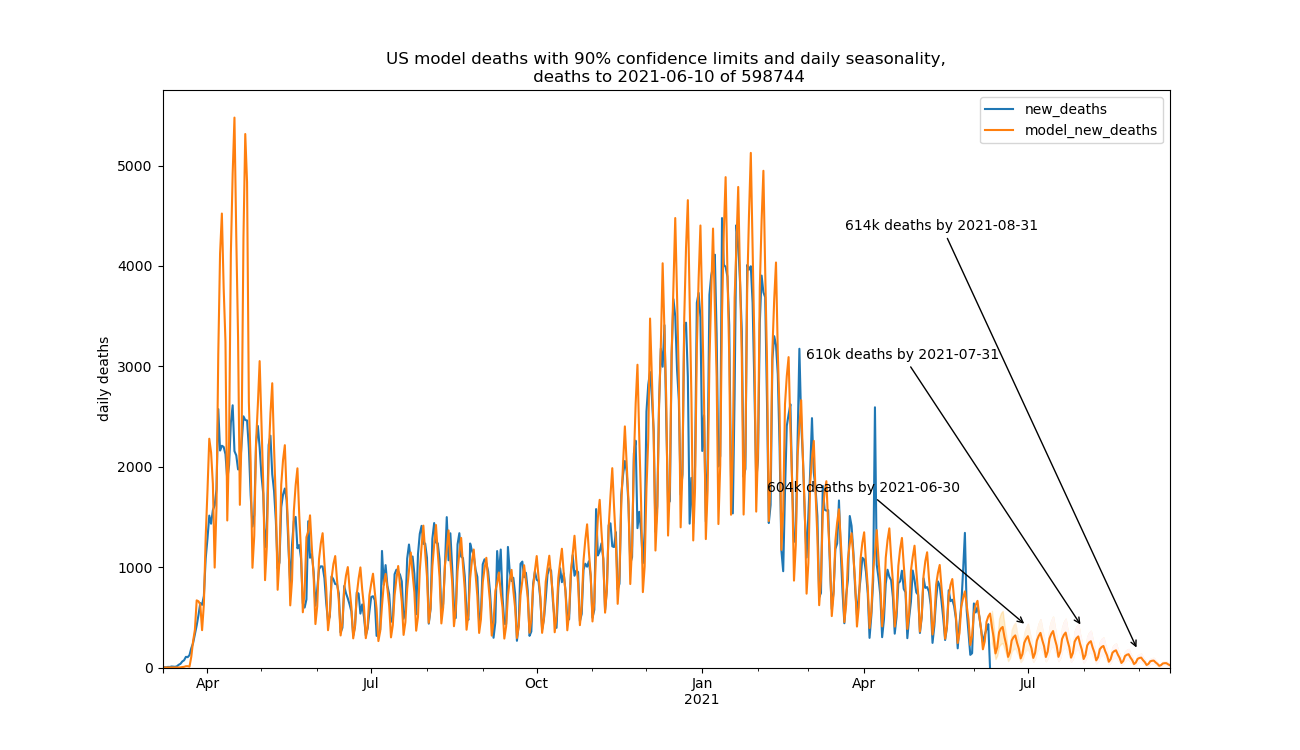 US model deaths with 90% confidence limits and daily seasonality,
deaths to 2021-06-10 of 598744
new_deaths
model_new_deaths
5000
4000
3000
2000
1000
0
daily deaths
614k deaths by 2021-08-31
610k deaths by 2021-07-31
604k deaths by 2021-06-30
Apr Jul Oct Jan Apr Jul
2021